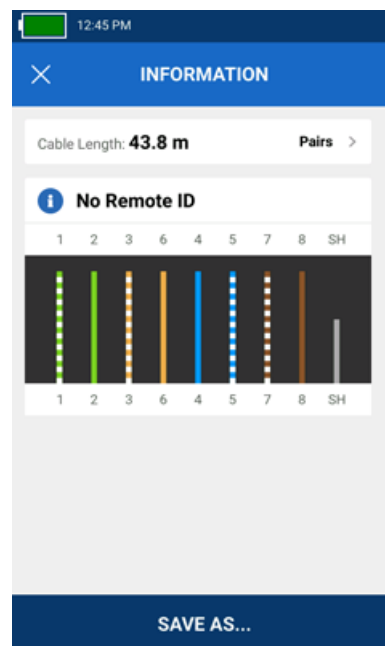 12:45 PM
INFORMATION
Cable Length: 43.8 m Pairs >
i No Remote ID
1 2 3 6 4 5 7 8 SH
1 2 3 6 4 5 7 8 SH
SAVE AS...